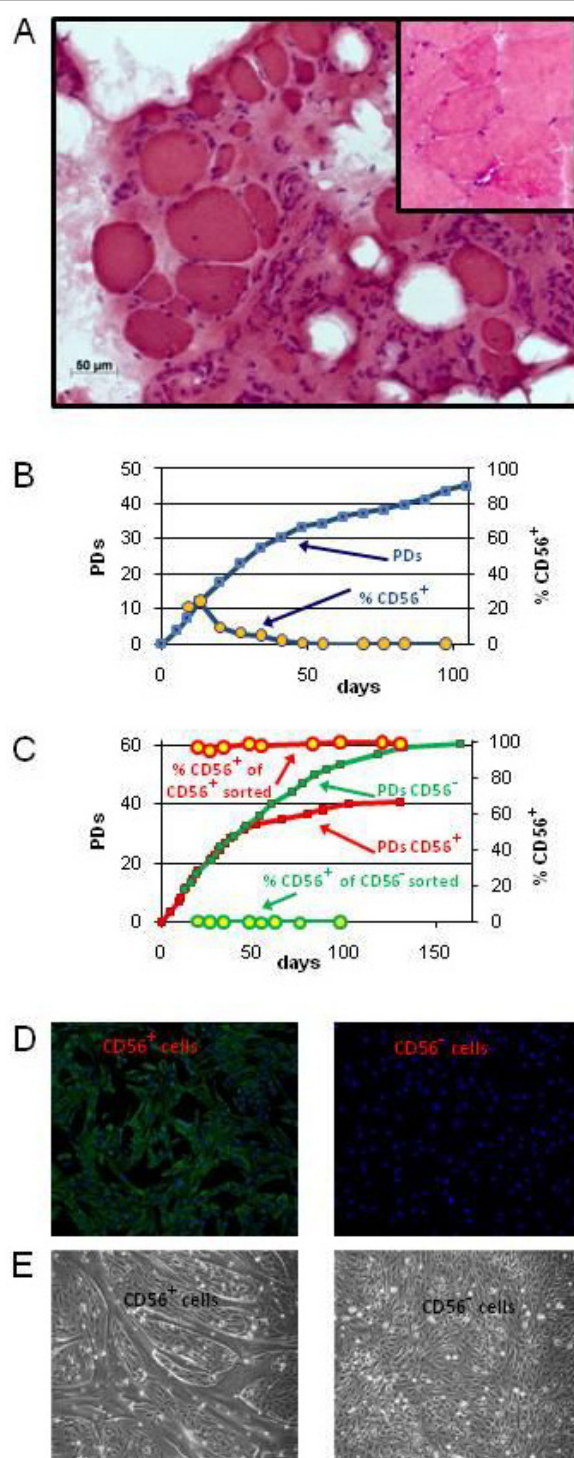 A
50 µm
B
50
40
30
20
10
0
PDs
100
80
60
40
20
0
% CD56⁺
PDs
% CD56⁺
0
50
100
days
C
60
40
20
0
PDs
100
80
60
40
20
0
% CD56⁺
% CD56⁺ of
CD56⁺ sorted
PDs CD56⁻
PDs CD56⁺
% CD56⁺ of CD56⁻ sorted
0
50
100
150
days
D
CD56⁺ cells
CD56⁻ cells
E
CD56⁺ cells
CD56⁻ cells